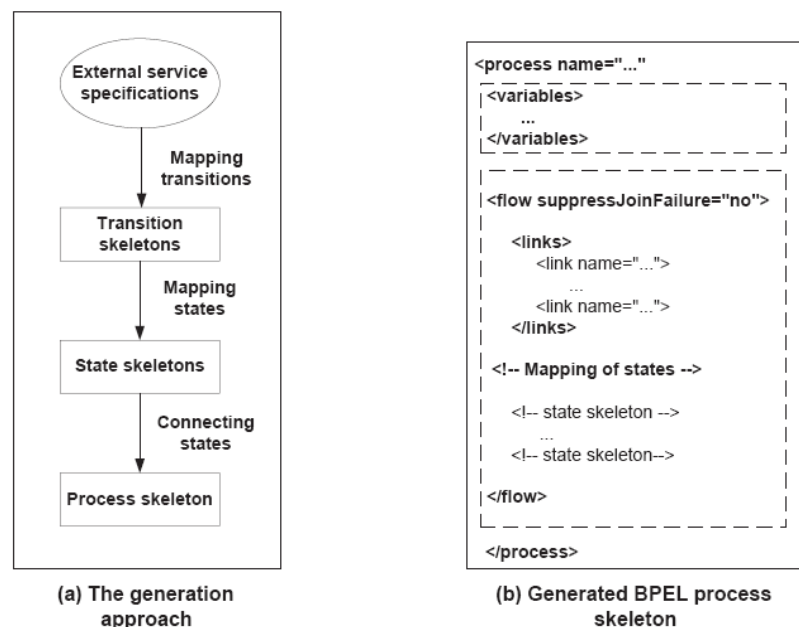 External service
specifications
Mapping
transitions
Transition
skeletons
Mapping
states
State skeletons
Connecting
states
Process skeleton
(a) The generation
approach
<process name="..."
<variables>
...
</variables>
<flow suppressJoinFailure="no">
<links>
<link name="...">
...
<link name="...">
</links>
<!-- Mapping of states -->
<!-- state skeleton -->
...
<!-- state skeleton-->
</flow>
</process>
(b) Generated BPEL process
skeleton